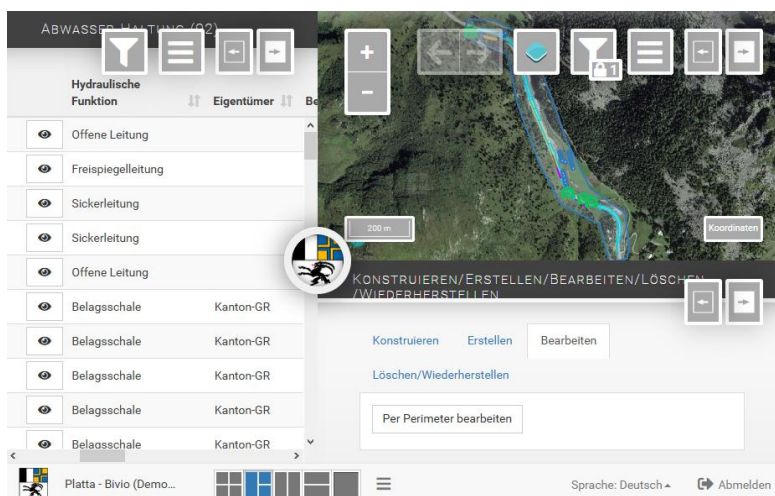 Abwasser Haltung (92)
Hydraulische
Funktion
Eigentümer
Be
Offene Leitung
Freispiegelleitung
Sickerleitung
Sickerleitung
Offene Leitung
Belagsschale Kanton-GR
Belagsschale Kanton-GR
Belagsschale Kanton-GR
Belagsschale Kanton-GR
Belagsschale Kanton-GR
1
200 m
Koordinaten
Konstruieren/Erstellen/Bearbeiten/Löschen
/Wiederherstellen
Konstruieren Erstellen Bearbeiten
Löschen/Wiederherstellen
Per Perimeter bearbeiten
Platta - Bivio (Demo...
Sprache: Deutsch
Abmelden